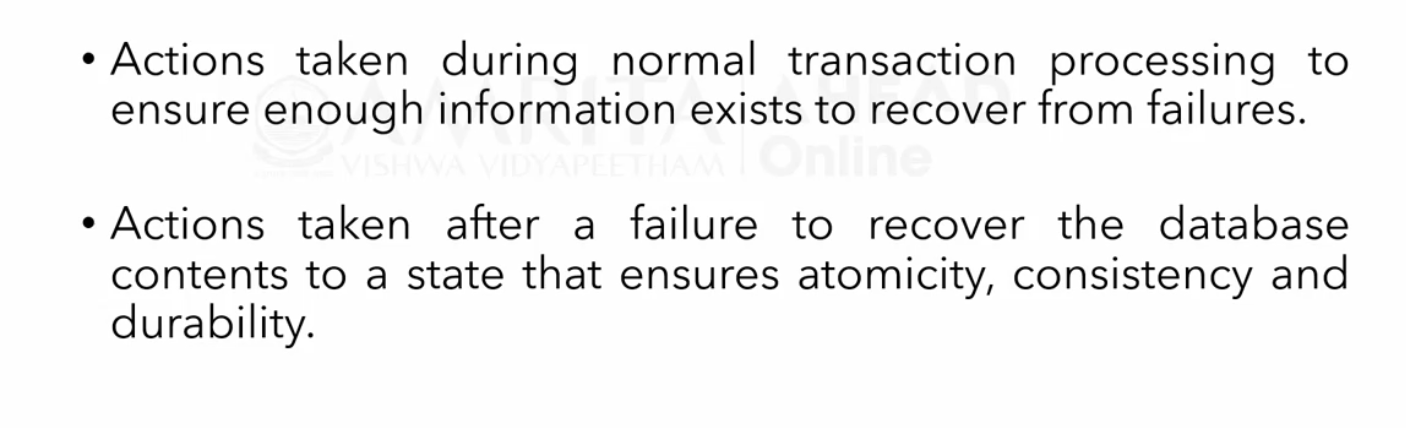 • Actions taken during normal transaction processing to
ensure enough information exists to recover from failures.
AMRITA AHEAD
VISHWA VIDYAPEETHAM Online
• Actions taken after a failure to recover the database
contents to a state that ensures atomicity, consistency and
durability.